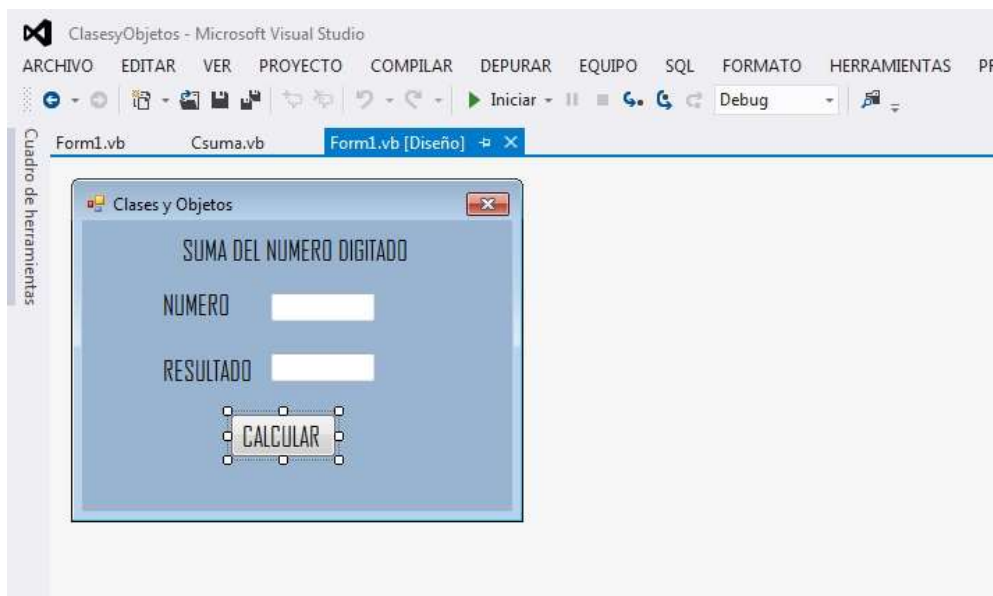 ClasesyObjetos - Microsoft Visual Studio
ARCHIVO EDITAR VER PROYECTO COMPILAR DEPURAR EQUIPO SQL FORMATO HERRAMIENTAS PR
Iniciar Debug
Cuadro de herramientas
Form1.vb Csuma.vb Form1.vb [Diseño]
Clases y Objetos
SUMA DEL NUMERO DIGITADO
NUMERO
RESULTADO
CALCULAR